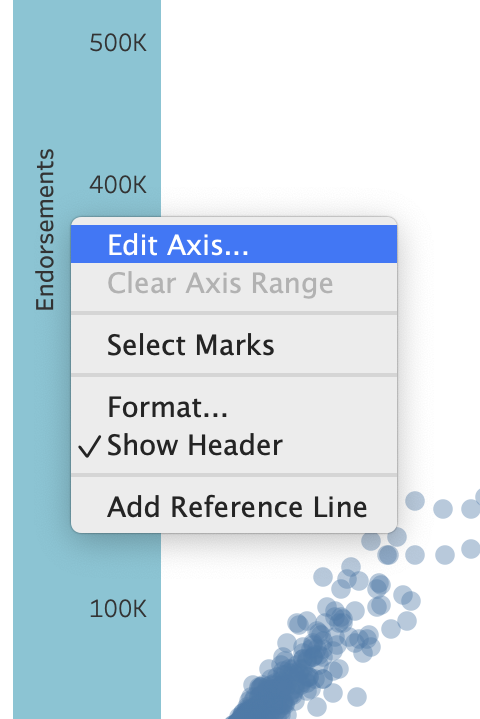 500K
400K
Endorsements
Edit Axis...
Clear Axis Range
Select Marks
Format...
✓ Show Header
Add Reference Line
100K